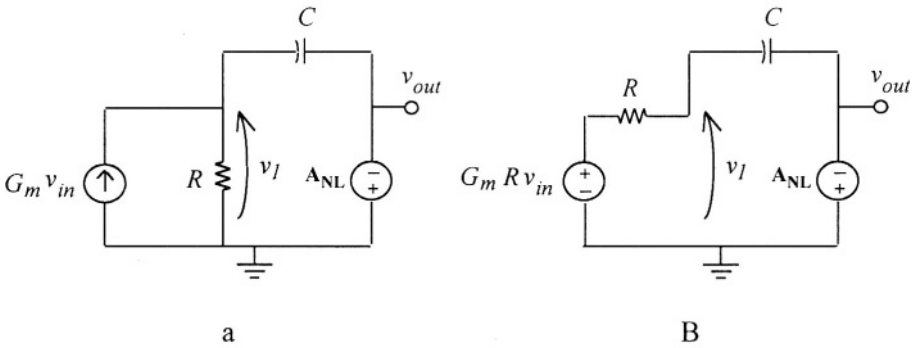 C
v_out
G_m v_in
R
v_1
A_NL
a
C
v_out
R
G_m R v_in
v_1
A_NL
B